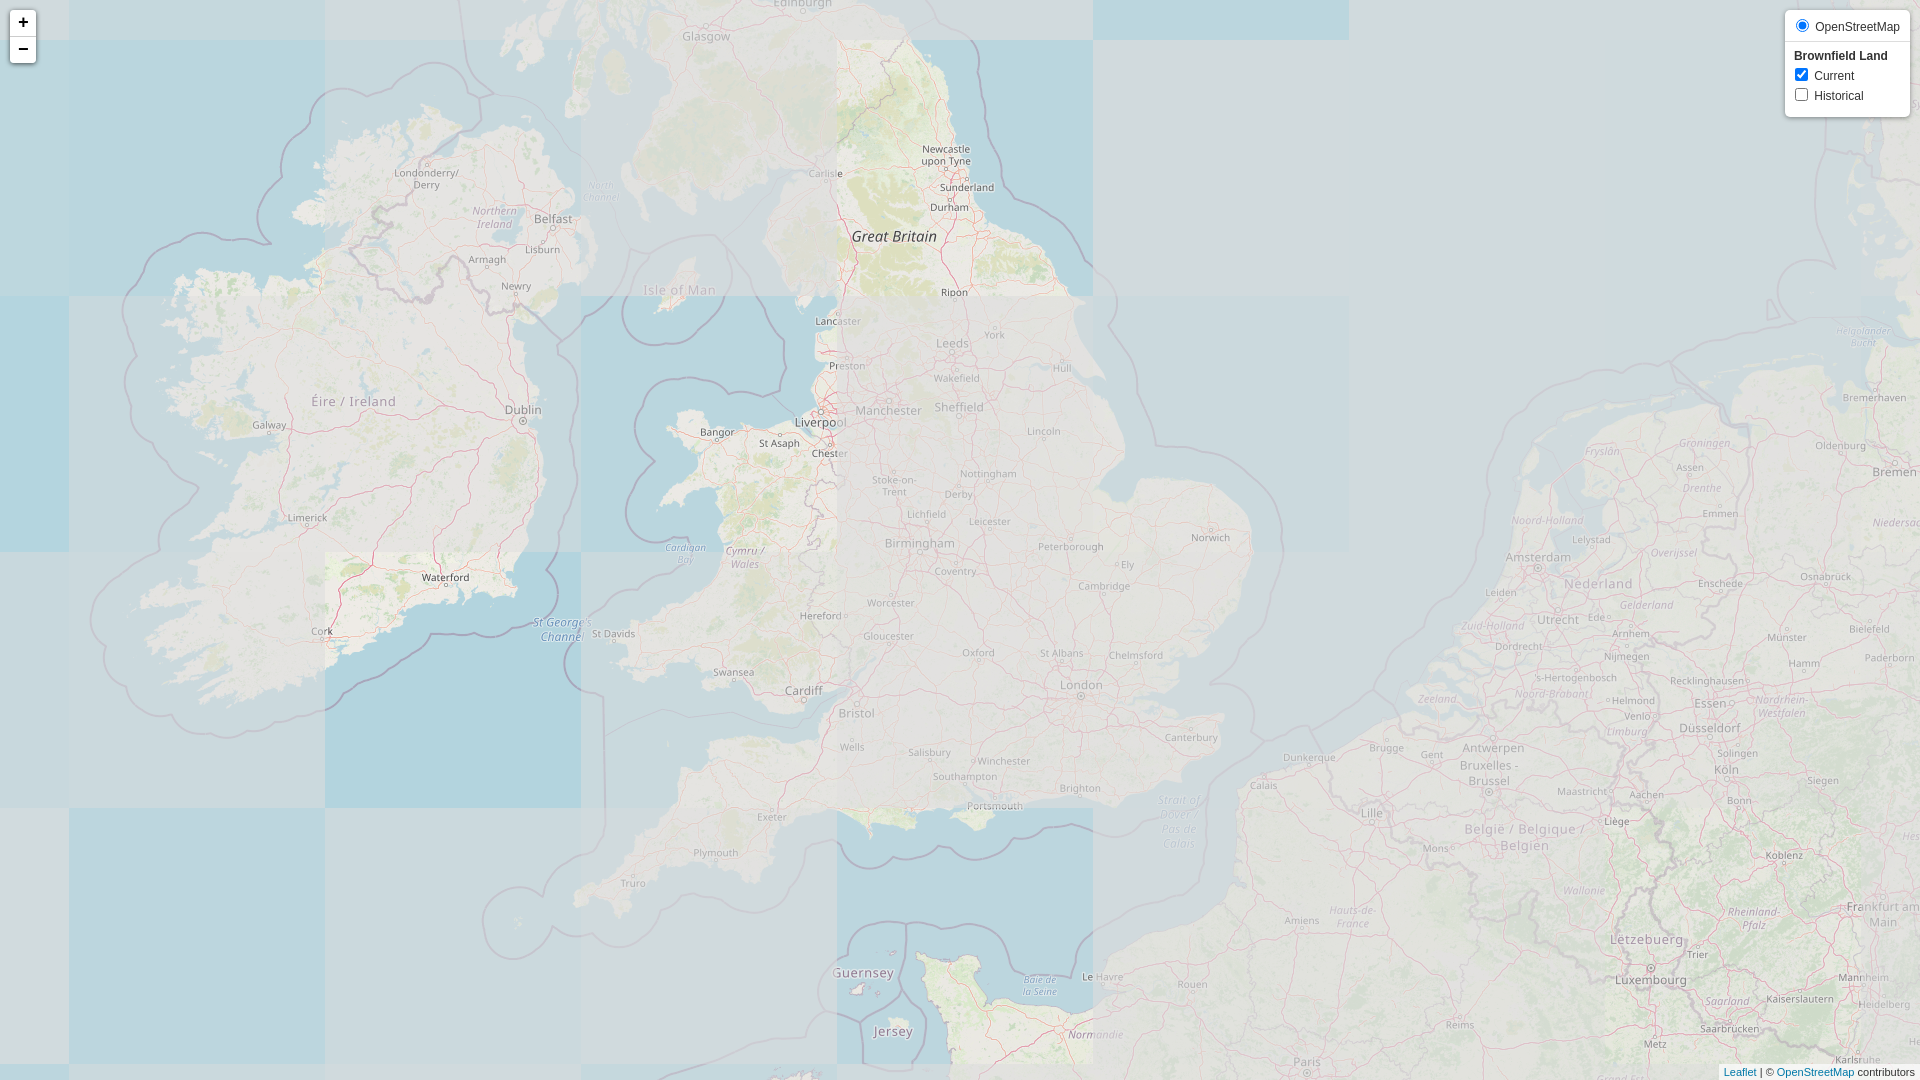 +
−
OpenStreetMap
Brownfield Land
Current
Historical
Edinburgh
Glasgow
Newcastle
upon Tyne
Londonderry/
Derry
Carlisle
North
Channel
Sunderland
Durham
Northern
Ireland
Belfast
Great Britain
Lisburn
Armagh
Newry
Isle of Man
Ripon
Lancaster
York
Helgoländer
Bucht
Leeds
Preston
Hull
Wakefield
Bremerhaven
Éire / Ireland
Dublin
Manchester
Sheffield
Liverpool
Galway
Bangor
Lincoln
St Asaph
Chester
Groningen
Oldenburg
Fryslân
Assen
Bremen
Nottingham
Stoke-on-
Trent
Drenthe
Derby
Limerick
Lichfield
Leicester
Emmen
Noord-Holland
Niedersac
Birmingham
Peterborough
Norwich
Lelystad
Cardigan
Bay
Cymru /
Wales
Overijssel
Amsterdam
Ely
Coventry
Waterford
Cambridge
Nederland
Enschede
Osnabrück
Leiden
Worcester
Gelderland
Hereford
St George's
Channel
Utrecht
Ede
Zuid-Holland
Bielefeld
Cork
St Davids
Gloucester
Arnhem
Münster
Dordrecht
Oxford
St Albans
Chelmsford
Nijmegen
Paderborn
Hamm
Swansea
's-Hertogenbosch
Recklinghausen
London
Cardiff
Noord-Brabant
Zeeland
Helmond
Essen
Nordrhein-
Westfalen
Bristol
Venlo
Düsseldorf
Limburg
Canterbury
Wells
Salisbury
Brugge
Gent
Antwerpen
Solingen
Dunkerque
Winchester
Bruxelles -
Brussel
Köln
Southampton
Siegen
Calais
Brighton
Maastricht
Aachen
Bonn
Strait of
Dover /
Pas de
Calais
Portsmouth
Exeter
Lille
Liège
België / Belgique /
Belgien
Mons
Plymouth
Koblenz
Truro
Wallonie
Hauts-de-
France
Amiens
Rheinland-
Pfalz
Frankfurt am
Main
Lëtzebuerg
Trier
Guernsey
Le Havre
Baie de
la Seine
Rouen
Luxembourg
Mannheim
Kaiserslautern
Saarland
Heidelberg
Jersey
Normandie
Reims
Saarbrücken
Metz
Paris
Karlsruhe
Grand Est
Leaflet | © OpenStreetMap contributors